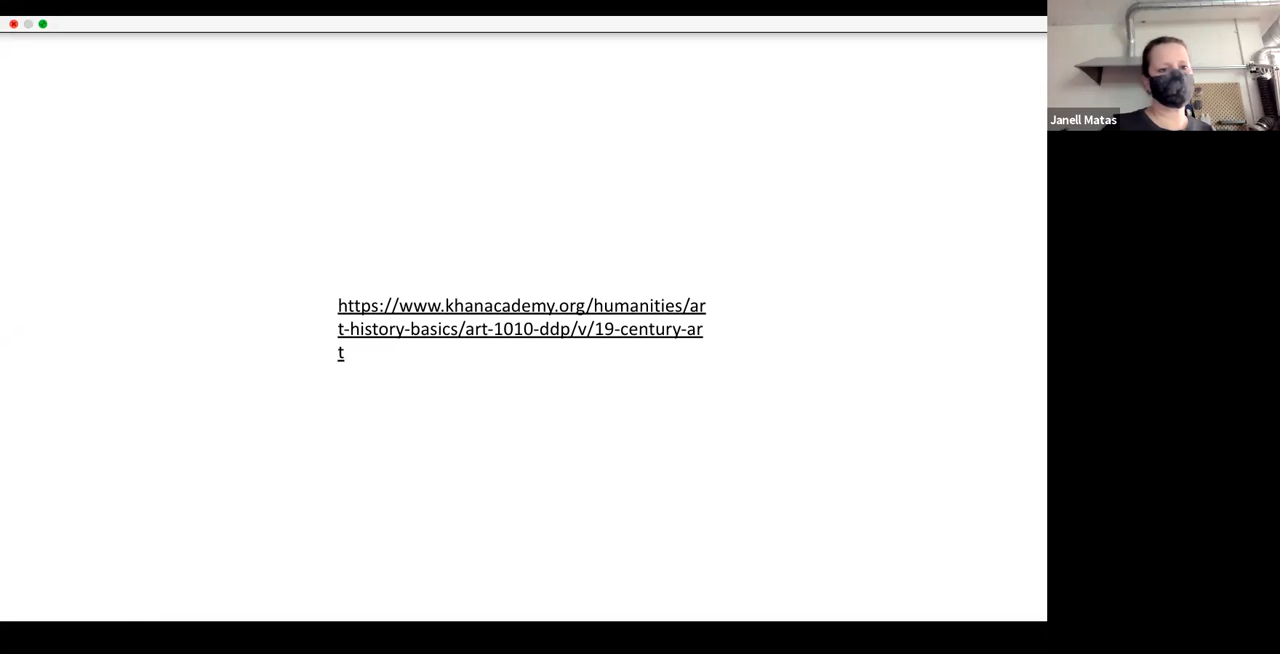 https://www.khanacademy.org/humanities/ar
t-history-basics/art-1010-ddp/v/19-century-ar
t
Janell Matas